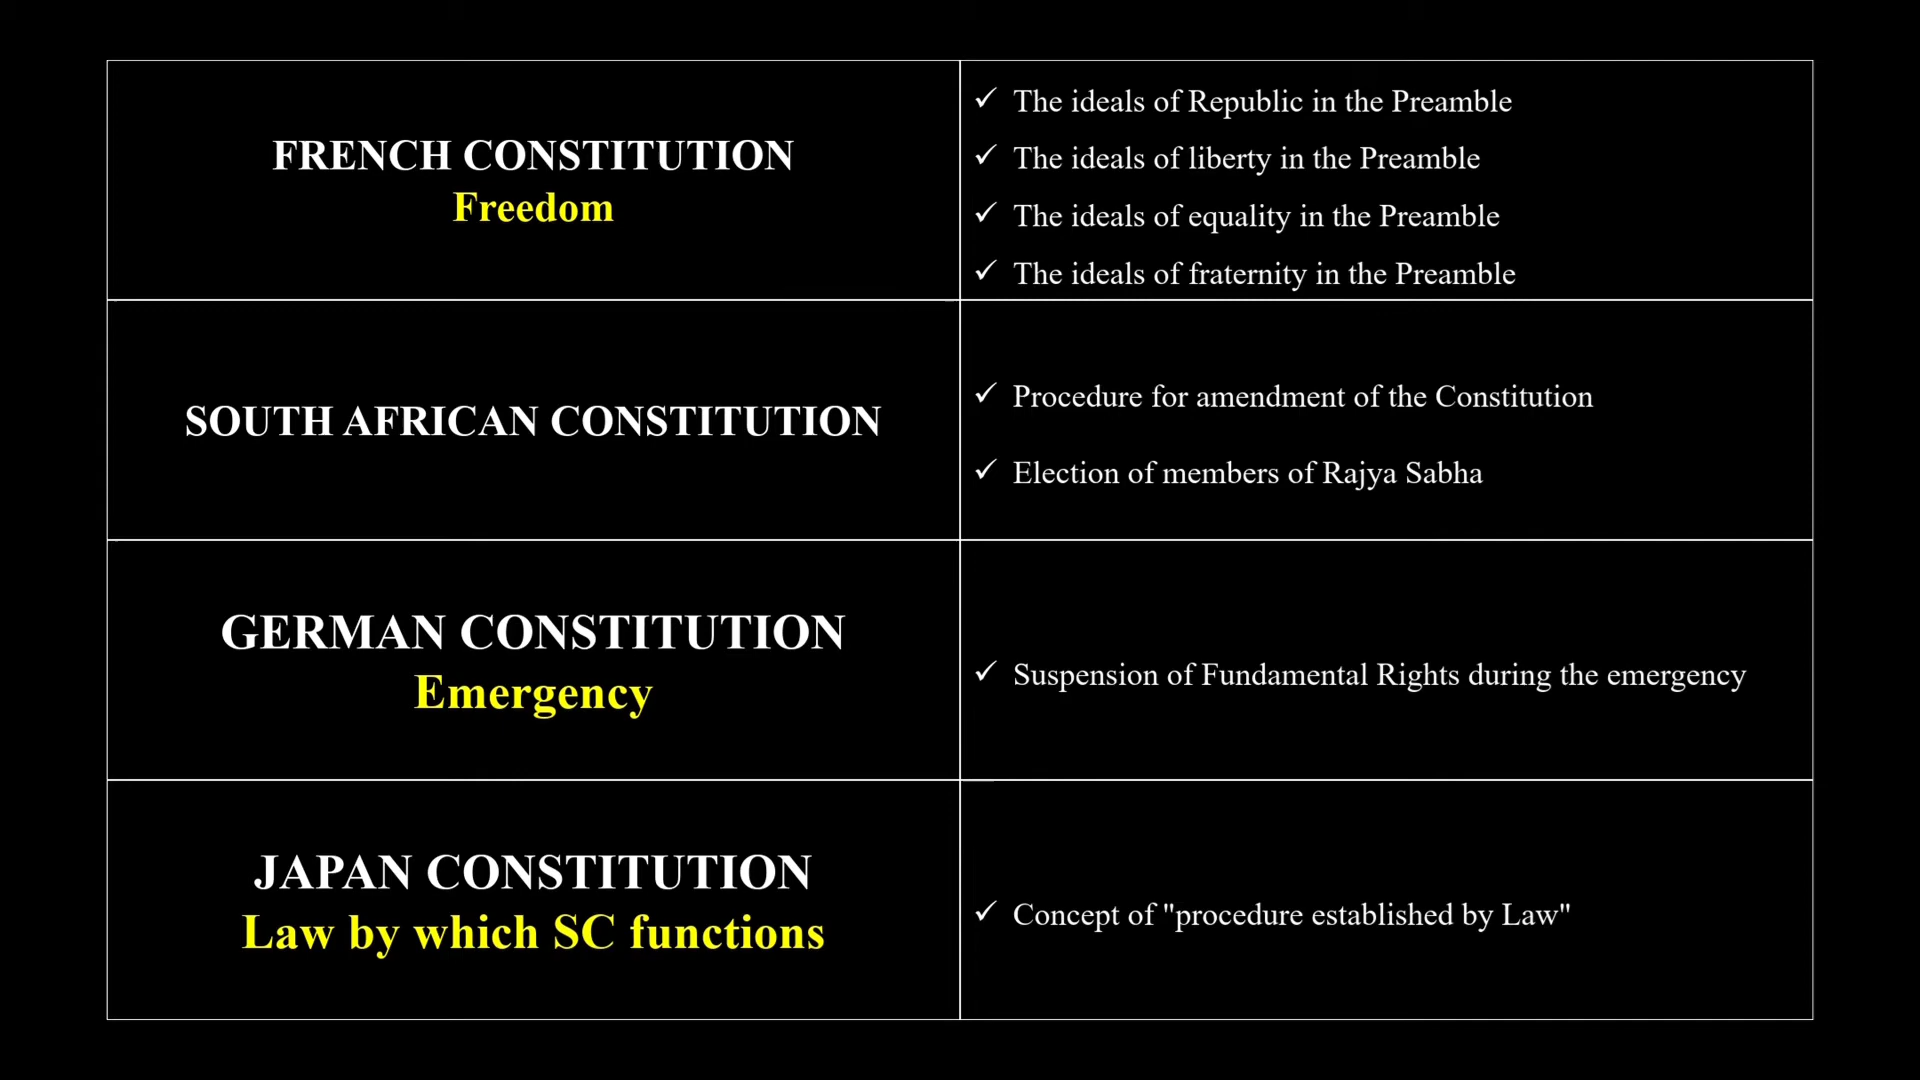 FRENCH CONSTITUTION
Freedom
✓ The ideals of Republic in the Preamble
✓ The ideals of liberty in the Preamble
✓ The ideals of equality in the Preamble
✓ The ideals of fraternity in the Preamble
SOUTH AFRICAN CONSTITUTION
✓ Procedure for amendment of the Constitution
✓ Election of members of Rajya Sabha
GERMAN CONSTITUTION
Emergency
✓ Suspension of Fundamental Rights during the emergency
JAPAN CONSTITUTION
Law by which SC functions
✓ Concept of "procedure established by Law"